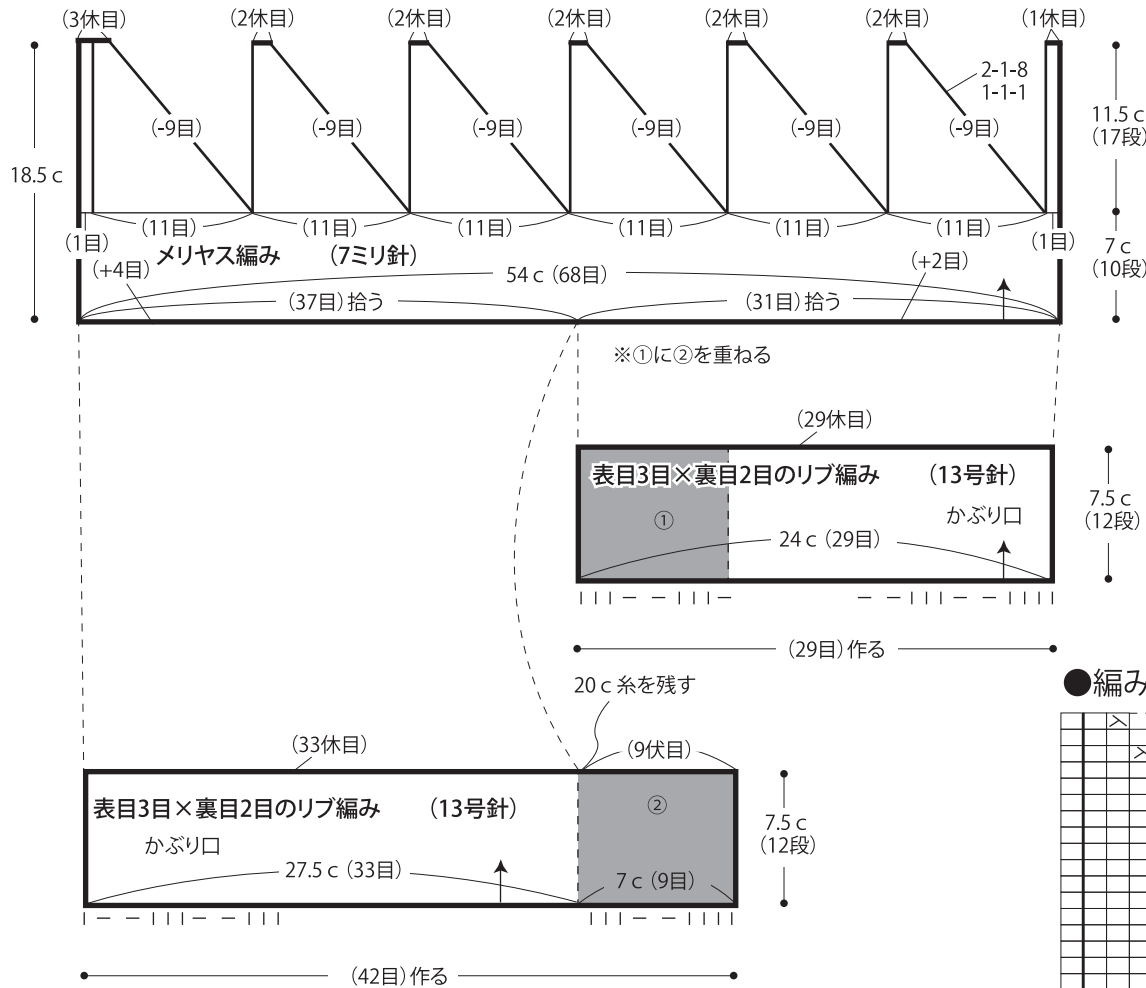 (3休目)
(2休目)
(2休目)
(2休目)
(2休目)
(2休目)
(1休目)
2-1-8
1-1-1
(-9目)
(-9目)
(-9目)
(-9目)
(-9目)
(-9目)
11.5 c
(17段)
18.5 c
(11目)
(11目)
(11目)
(11目)
(11目)
(11目)
(1目)
メリヤス編み (7ミリ針)
(1目)
7 c
(10段)
(+4目)
54 c (68目)
(+2目)
(37目)拾う
(31目)拾う
※①に②を重ねる
(29休目)
表目3目×裏目2目のリブ編み (13号針)
かぶり口
①
24 c (29目)
7.5 c
(12段)
| | | — — | | | —
— — | | | — | | | |
(29目)作る
20 c 糸を残す
●編み
(33休目)
(9伏目)
表目3目×裏目2目のリブ編み (13号針)
②
かぶり口
27.5 c (33目)
7 c (9目)
7.5 c
(12段)
| — — | | | — — | | |
| | | — — | | | —
(42目)作る